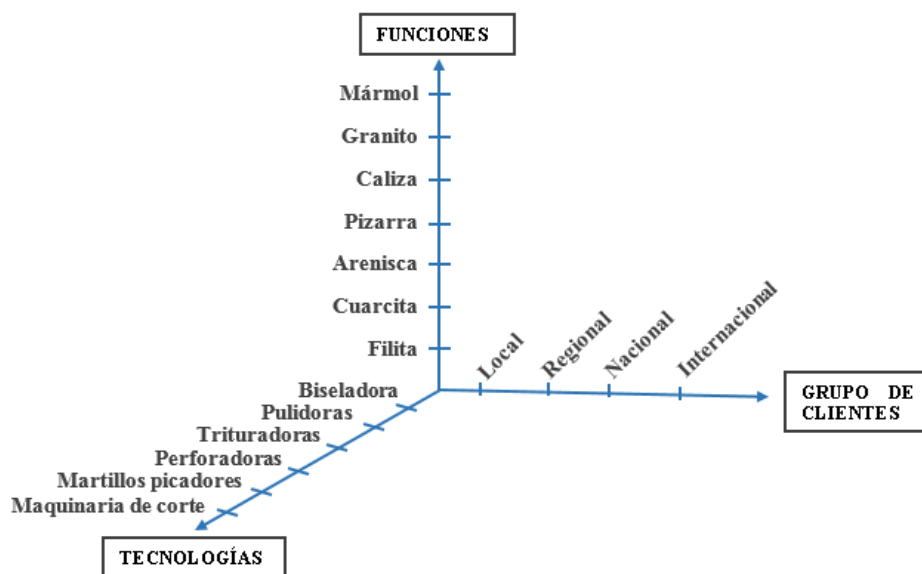 FUNCIONES
Mármol
Granito
Caliza
Pizarra
Arenisca
Cuarcita
Filita
Local
Regional
Nacional
Internacional
GRUPO DE
CLIENTES
Biseladora
Pulidoras
Trituradoras
Perforadoras
Martillos picadores
Maquinaria de corte
TECNOLOGÍAS